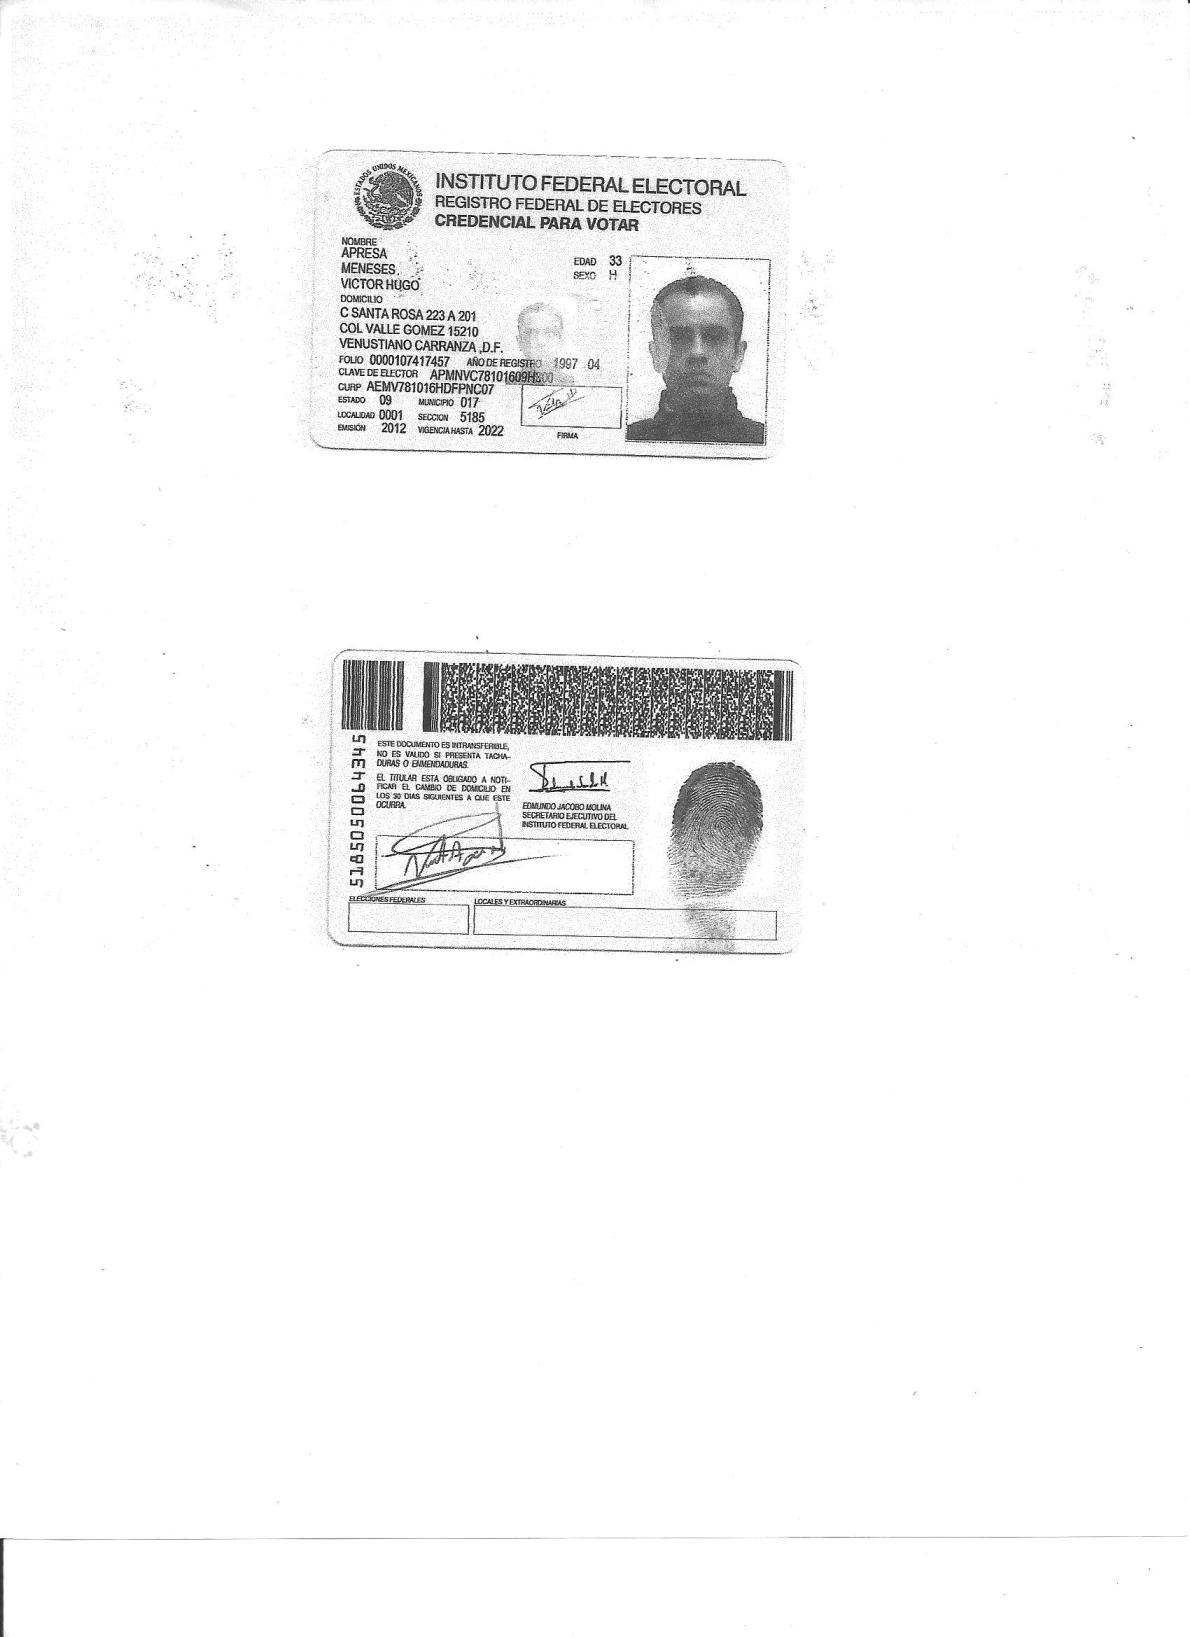 ESTADOS UNIDOS MEXICANOS
INSTITUTO FEDERAL ELECTORAL
REGISTRO FEDERAL DE ELECTORES
CREDENCIAL PARA VOTAR
NOMBRE
APRESA
MENESES
VICTOR HUGO
EDAD 33
SEXO H
DOMICILIO
C SANTA ROSA 223 A 201
COL VALLE GOMEZ 15210
VENUSTIANO CARRANZA ,D.F.
FOLIO 0000107417457 AÑO DE REGISTRO 1997 04
CLAVE DE ELECTOR APMNVC78101609H300
CURP AEMV781016HDFPNC07
ESTADO 09 MUNICIPIO 017
LOCALIDAD 0001 SECCION 5185
EMISIÓN 2012 VIGENCIA HASTA 2022
FIRMA
ESTE DOCUMENTO ES INTRANSFERIBLE,
NO ES VALIDO SI PRESENTA TACHA-
DURAS O ENMENDADURAS.
EL TITULAR ESTA OBLIGADO A NOTI-
FICAR EL CAMBIO DE DOMICILIO EN
LOS 30 DIAS SIGUIENTES A QUE ESTE
OCURRA.
EDMUNDO JACOBO MOLINA
SECRETARIO EJECUTIVO DEL
INSTITUTO FEDERAL ELECTORAL
ELECCIONES FEDERALES
LOCALES Y EXTRAORDINARIAS